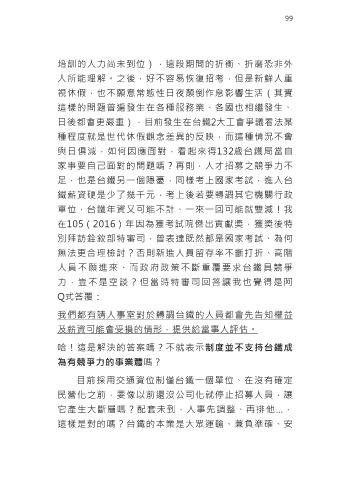 99
培訓的人力尚未到位），這段期間的折衝、折磨恐非外
人所能理解。之後，好不容易恢復招考，但是新鮮人重
視休假，也不願意常態性日夜顛倒作息影響生活（其實
這樣的問題普遍發生在各種服務業、各國也相繼發生、
日後都會更嚴重），目前發生在台鐵2大工會爭議看法某
種程度就是世代休假觀念差異的反映，而這種情況不會
與日俱減，如何因應面對，看起來得132歲台鐵局當自
家事要自己面對的問題嗎？再則，人才招募之競爭力不
足，也是台鐵另一個隱憂，同樣考上國家考試，進入台
鐵薪資硬是少了幾千元，考上後若要轉調其它機關行政
單位，台鐵年資又可能不計、一來一回可能就雙減！我
在105（2016）年因為獲考試院傑出貢獻獎，獲獎後特
別拜訪銓敘部特審司，曾表達既然都是國家考試、為何
無法更合理檢討？否則新進人員留存率不斷打折、高階
人員不願進來、而政府政策不斷重覆要求台鐵員競爭
力，豈不是空談？但當時特審司回答讓我也覺得是阿
Q式答覆：
我們都有請人事室對於轉調台鐵的人員都會先告知權益
及薪資可能會受損的情形，提供給當事人評估。
哈！這是解決的答案嗎？不就表示制度並不支持台鐵成
為有競爭力的事業體嗎？
目前採用交通資位制僅台鐵一個單位、在沒有確定
民營化之前，要像以前還沒公司化就停止招募人員，讓
它產生大斷層嗎？配套未到，人事先調整、再排他…，
這樣是對的嗎？台鐵的本業是大眾運輸、兼負準確、安